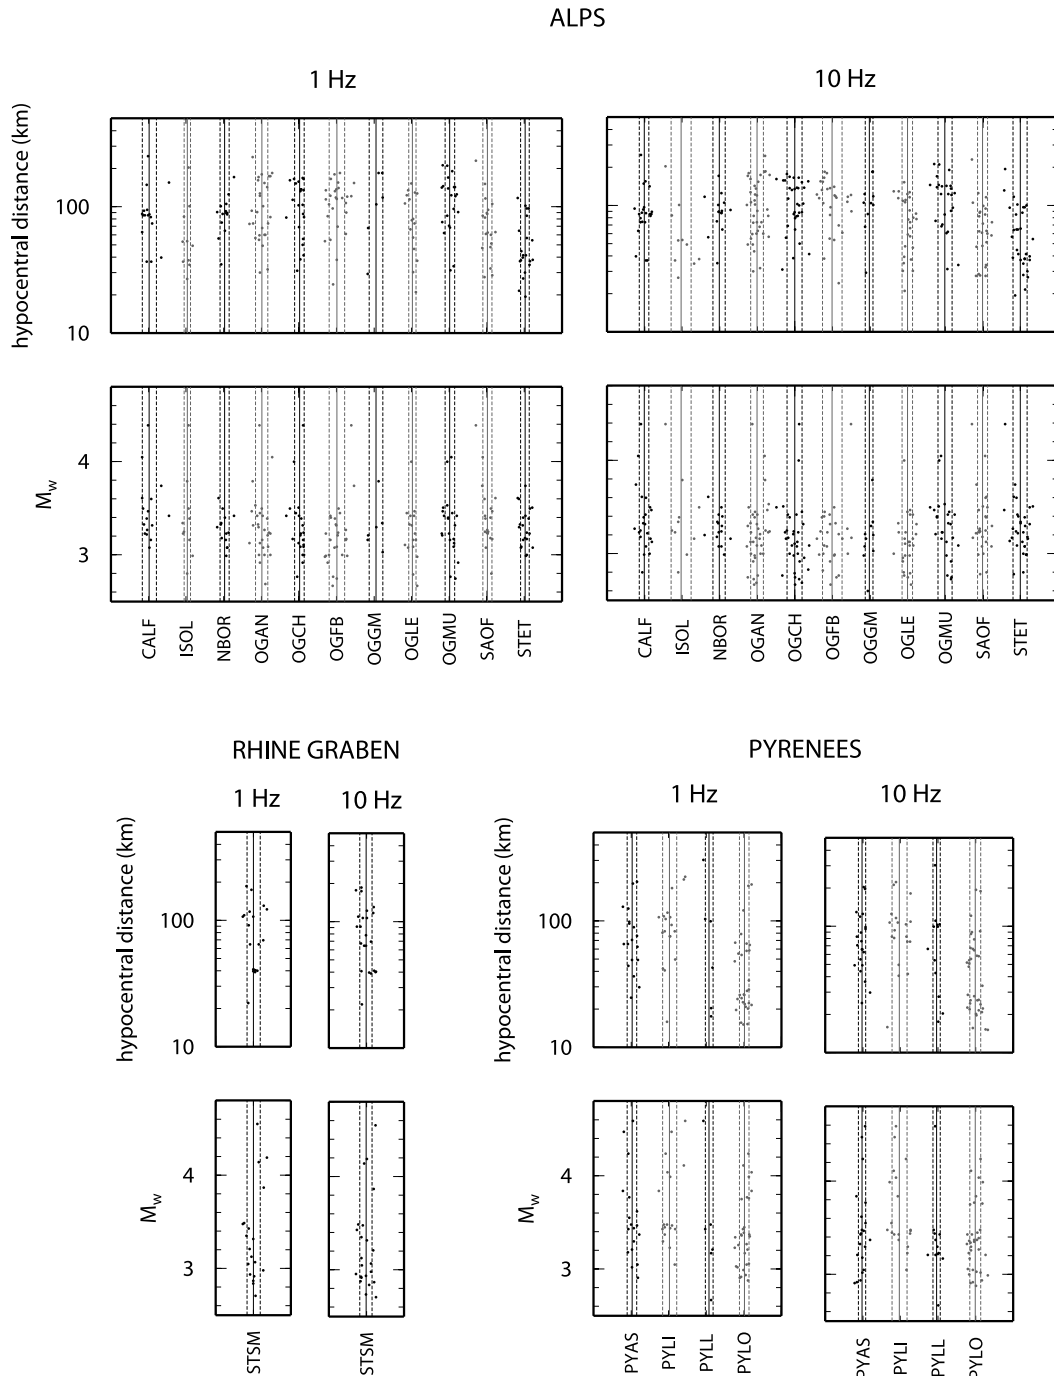 ALPS
1 Hz
10 Hz
hypocentral distance (km)
100
10
M_w
4
3
CALF
ISOL
NBOR
OGAN
OGCH
OGFB
OGGM
OGLE
OGMU
SAOF
STET
CALF
ISOL
NBOR
OGAN
OGCH
OGFB
OGGM
OGLE
OGMU
SAOF
STET
RHINE GRABEN
1 Hz
10 Hz
hypocentral distance (km)
100
10
M_w
4
3
STSM
STSM
PYRENEES
1 Hz
10 Hz
hypocentral distance (km)
100
10
M_w
4
3
PYAS
PYLI
PYLL
PYLO
PYAS
PYLI
PYLL
PYLO